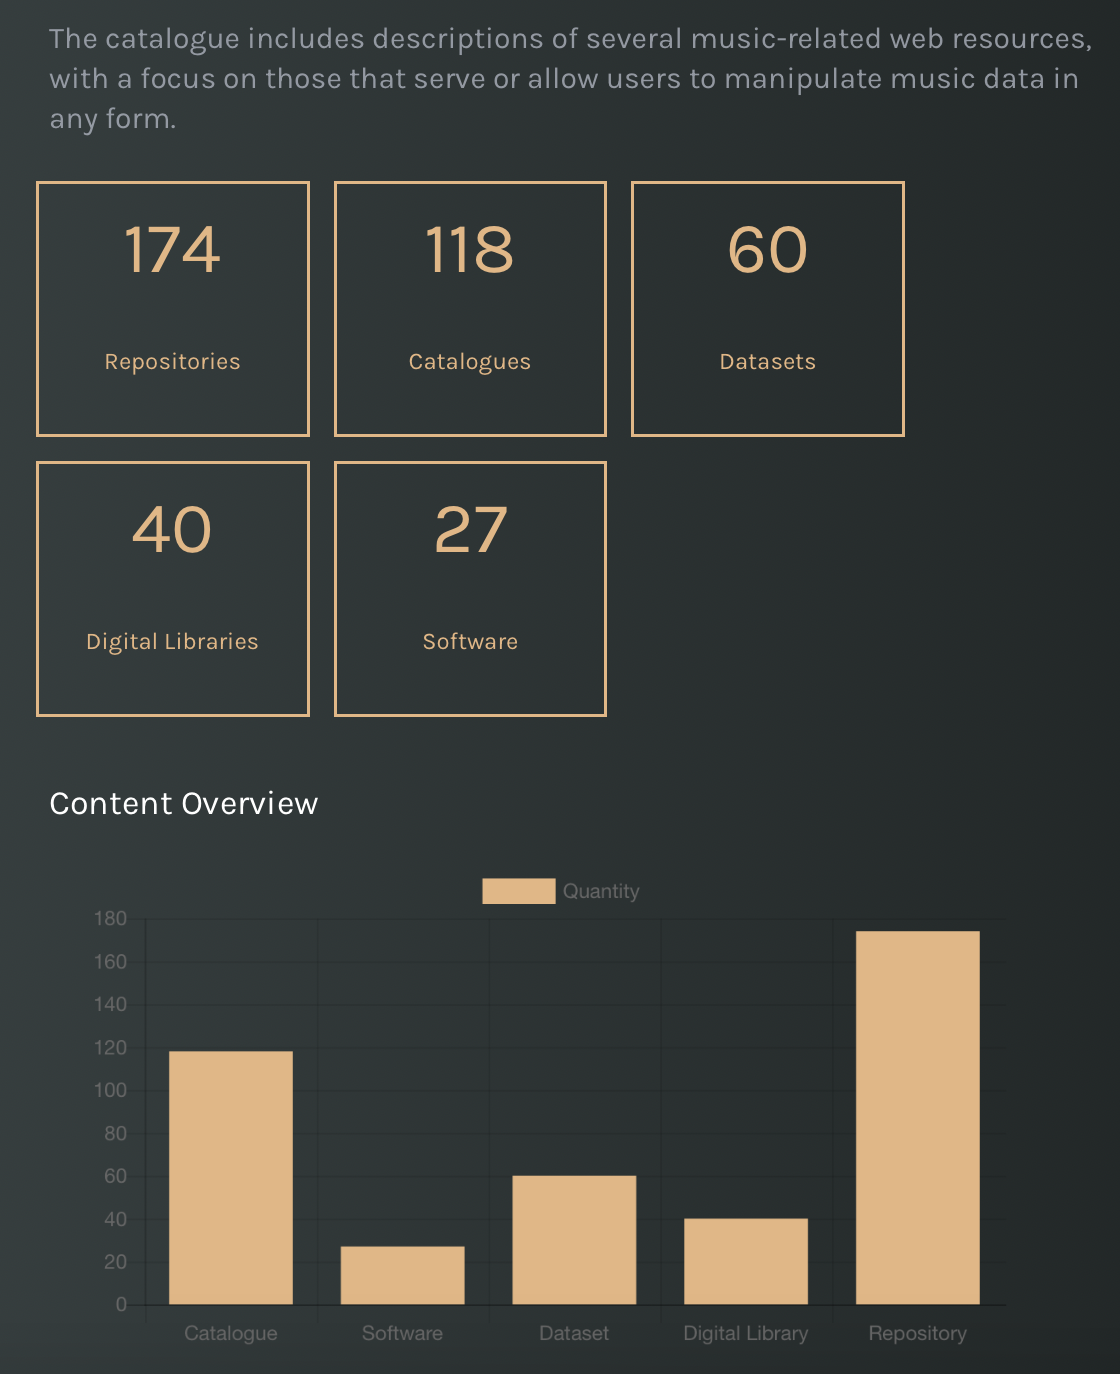 The catalogue includes descriptions of several music-related web resources,
with a focus on those that serve or allow users to manipulate music data in
any form.
174
Repositories
118
Catalogues
60
Datasets
40
Digital Libraries
27
Software
Content Overview
Quantity
180
160
140
120
100
80
60
40
20
0
Catalogue
Software
Dataset
Digital Library
Repository